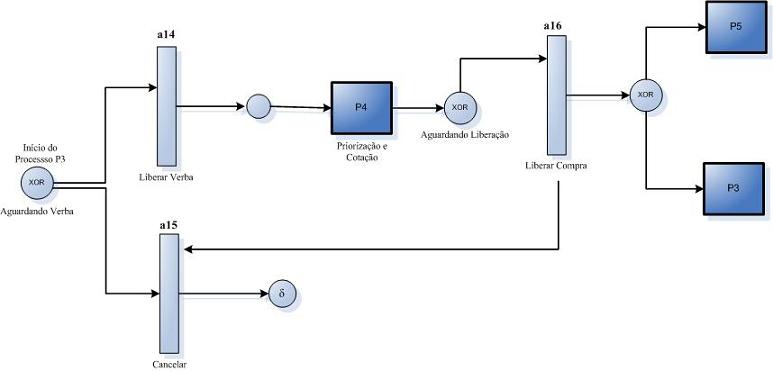 a14
a16
P5
XOR
P4
XOR
Aguardando Liberação
Início do
Processso P3
Priorização e
Cotação
Liberar Verba
Liberar Compra
XOR
Aguardando Verba
P3
a15
δ
Cancelar